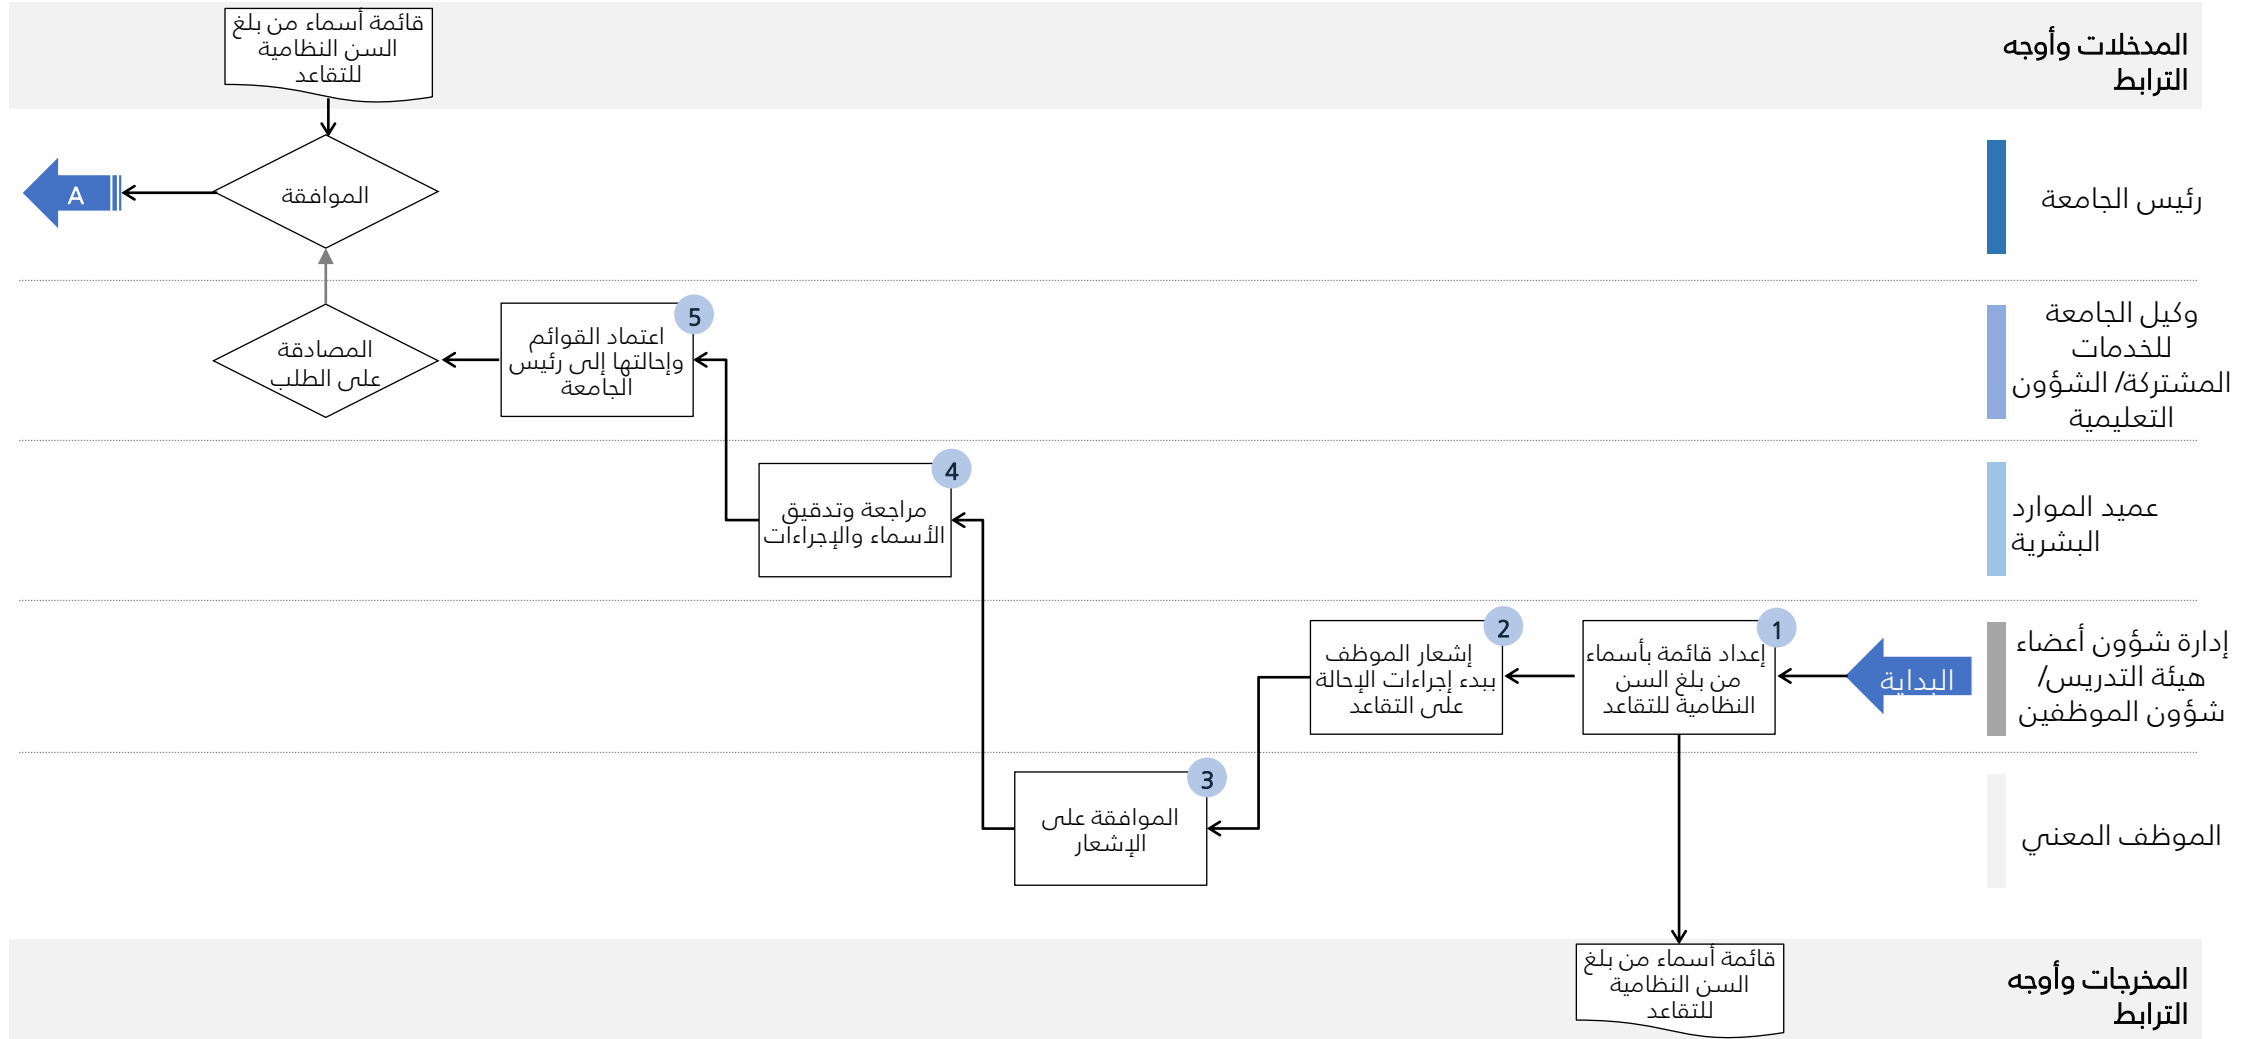 المدخلات وأوجه
الترابط
قائمة أسماء من بلغ
السن النظامية
للتقاعد
رئيس الجامعة
الموافقة
A
وكيل الجامعة
للخدمات
المشتركة/ الشؤون
التعليمية
5
اعتماد القوائم
وإحالتها إلى رئيس
الجامعة
المصادقة
على الطلب
عميد الموارد
البشرية
4
مراجعة وتدقيق
الأسماء والإجراءات
إدارة شؤون أعضاء
هيئة التدريس/
شؤون الموظفين
البداية
1
إعداد قائمة بأسماء
من بلغ السن
النظامية للتقاعد
2
إشعار الموظف
ببدء إجراءات الإحالة
على التقاعد
الموظف المعني
3
الموافقة على
الإشعار
المخرجات وأوجه
الترابط
قائمة أسماء من بلغ
السن النظامية
للتقاعد